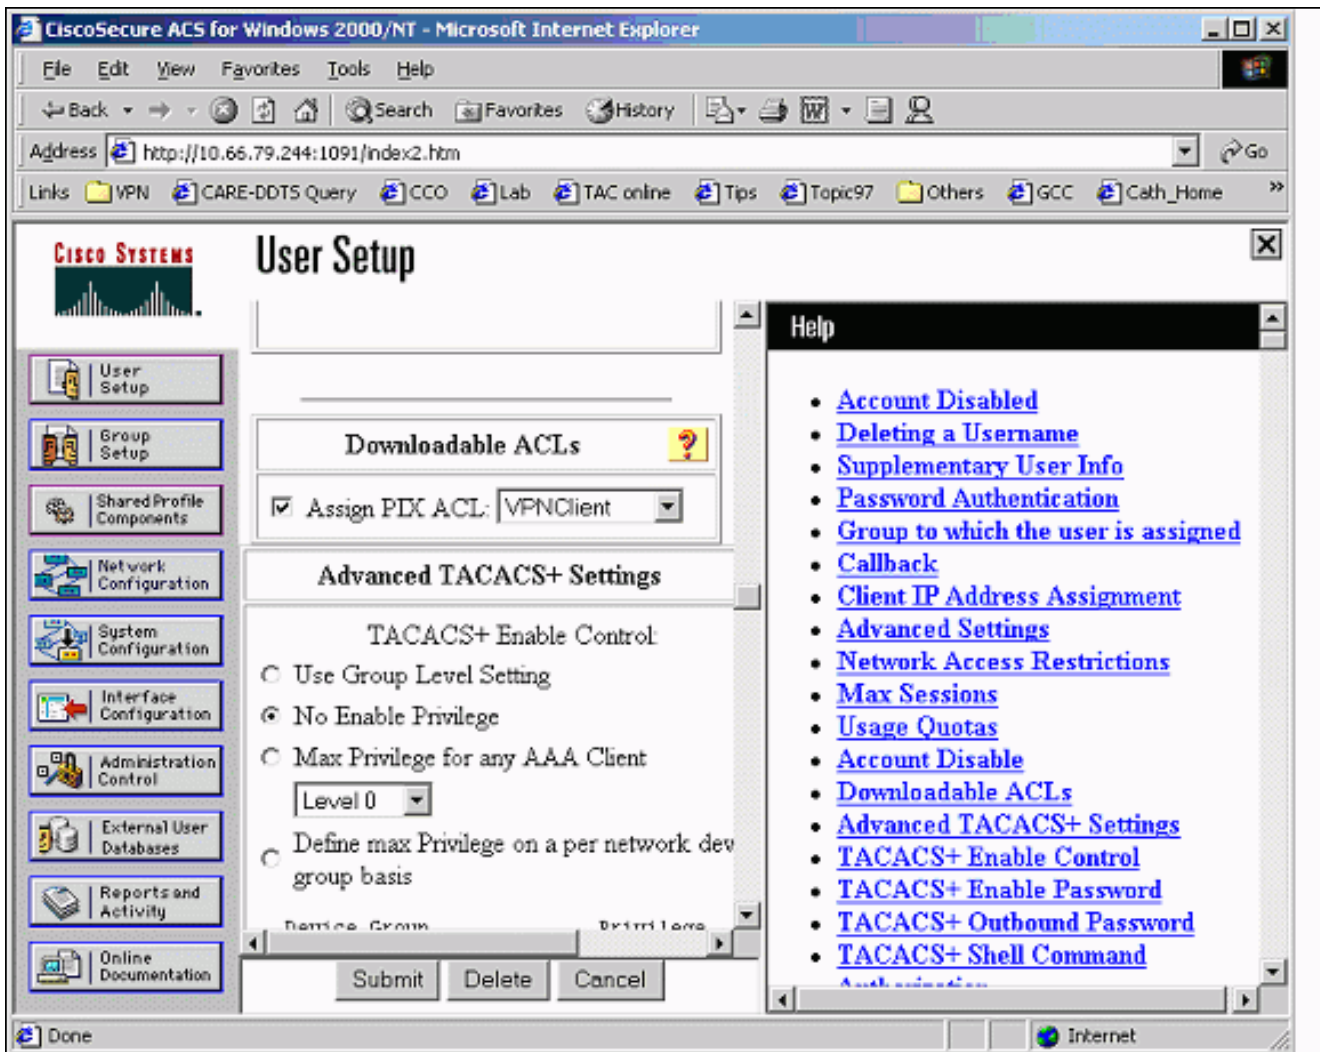 CiscoSecure ACS for Windows 2000/NT - Microsoft Internet Explorer
File Edit View Favorites Tools Help
Back Search Favorites History
Address http://10.66.79.244:1091/index2.htm Go
Links VPN CARE-DDTS Query CCO Lab TAC online Tips Topic97 Others GCC Cath_Home »
CISCO SYSTEMS
User Setup
User
Setup
Group
Setup
Shared Profile
Components
Network
Configuration
System
Configuration
Interface
Configuration
Administration
Control
External User
Databases
Reports and
Activity
Online
Documentation
Downloadable ACLs ?
Assign PIX ACL: VPNClient
Advanced TACACS+ Settings
TACACS+ Enable Control:
Use Group Level Setting
No Enable Privilege
Max Privilege for any AAA Client
Level 0
Define max Privilege on a per network dev
group basis
Device Group Privilege
Submit Delete Cancel
Help
Account Disabled
Deleting a Username
Supplementary User Info
Password Authentication
Group to which the user is assigned
Callback
Client IP Address Assignment
Advanced Settings
Network Access Restrictions
Max Sessions
Usage Quotas
Account Disable
Downloadable ACLs
Advanced TACACS+ Settings
TACACS+ Enable Control
TACACS+ Enable Password
TACACS+ Outbound Password
TACACS+ Shell Command
Authorization
Done Internet